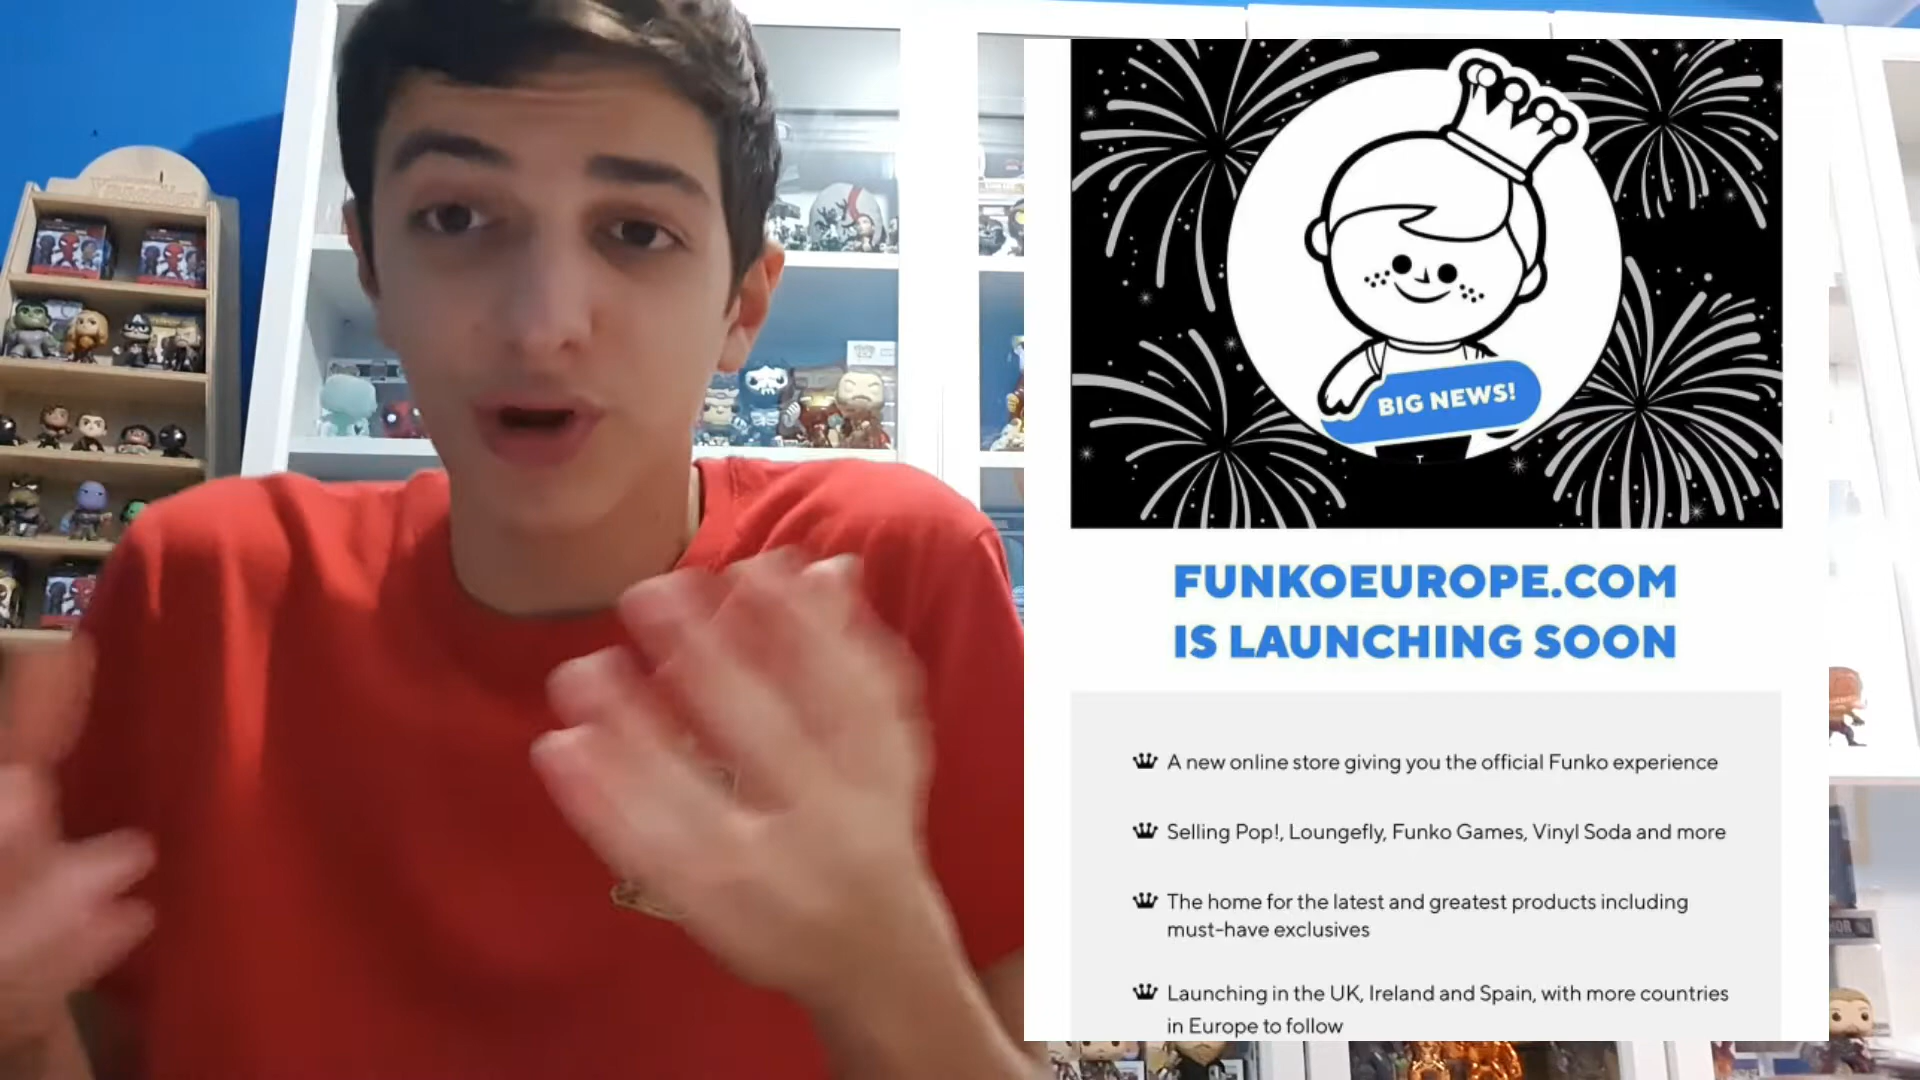 BIG NEWS!
FUNKOEUROPE.COM
IS LAUNCHING SOON
A new online store giving you the official Funko experience
Selling Pop!, Loungefly, Funko Games, Vinyl Soda and more
The home for the latest and greatest products including
must-have exclusives
Launching in the UK, Ireland and Spain, with more countries
in Europe to follow